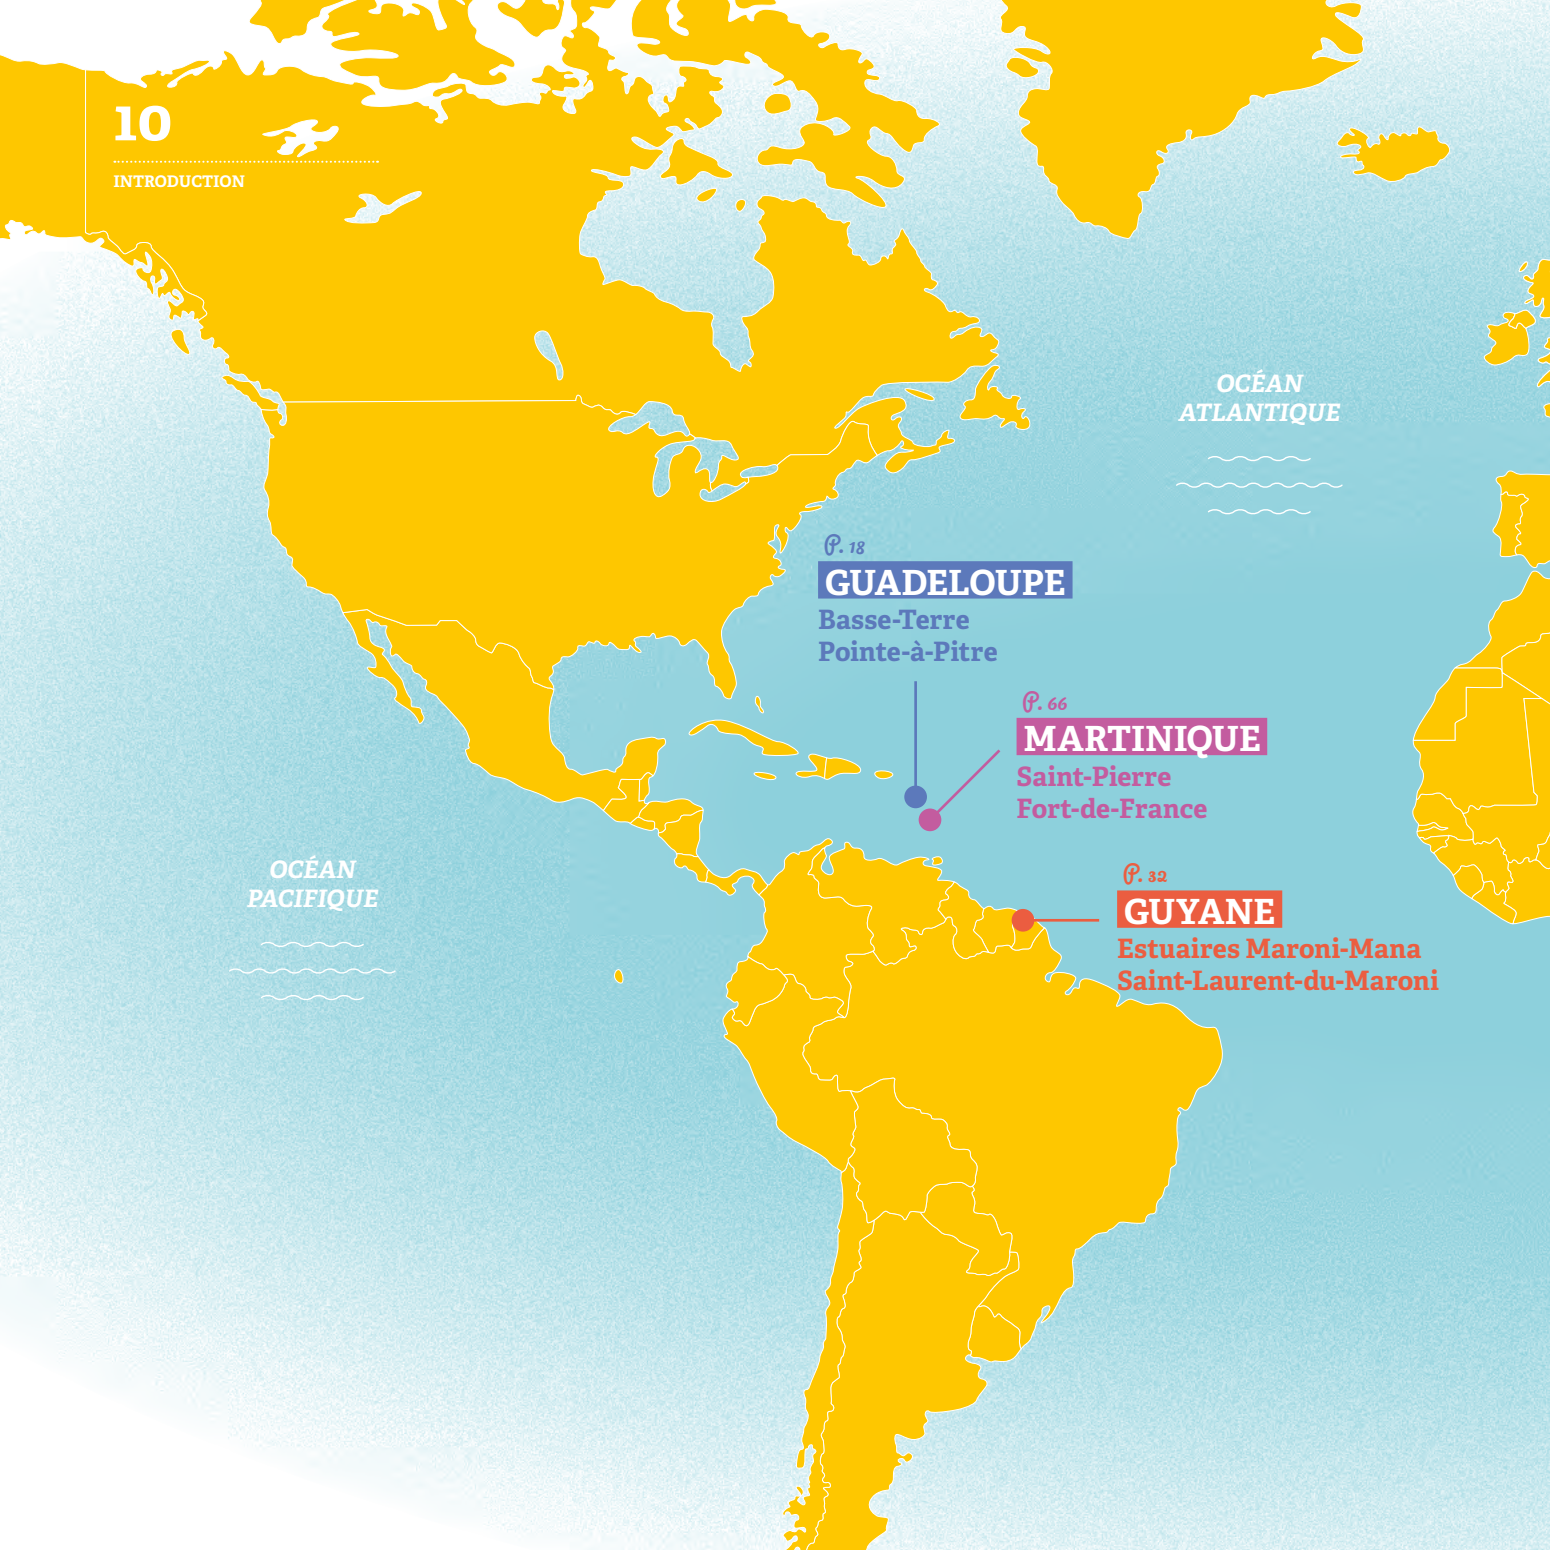 10
INTRODUCTION
OCÉAN
ATLANTIQUE
P. 18
GUADELOUPE
Basse-Terre
Pointe-à-Pitre
P. 66
MARTINIQUE
Saint-Pierre
Fort-de-France
OCÉAN
PACIFIQUE
P. 32
GUYANE
Estuaires Maroni-Mana
Saint-Laurent-du-Maroni